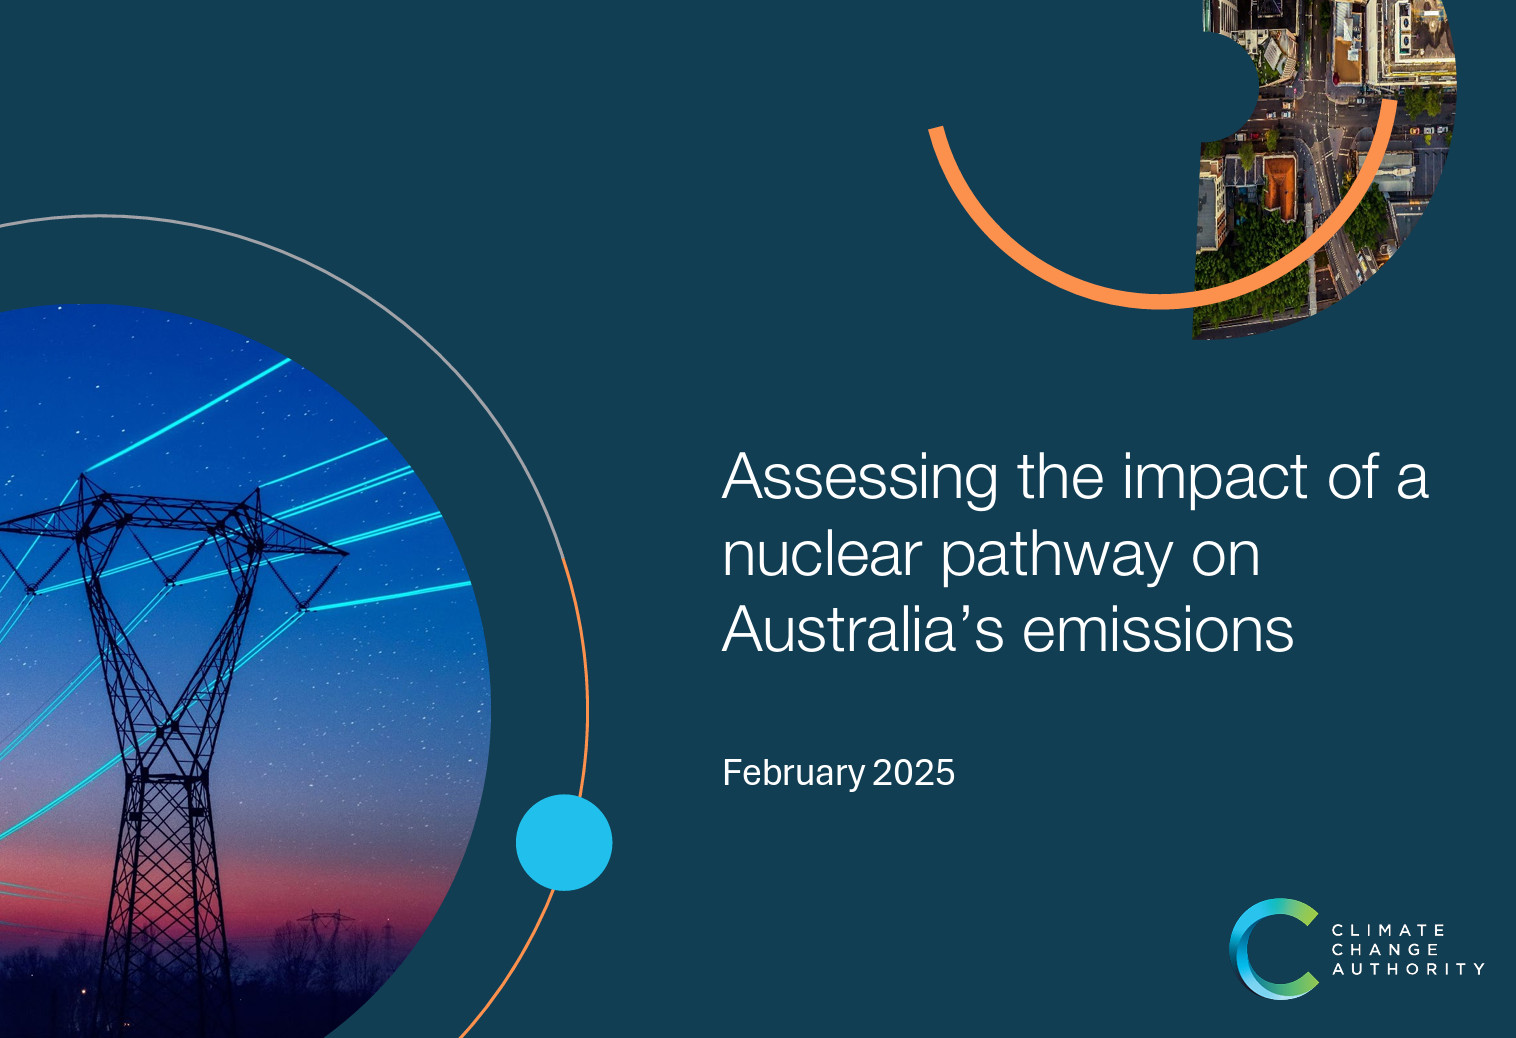 Assessing the impact of a
nuclear pathway on
Australia’s emissions
February 2025
CLIMATE
CHANGE
AUTHORITY